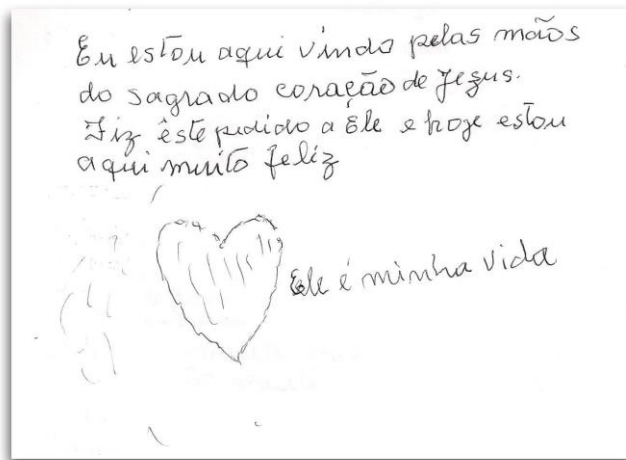 Eu estou aqui vindo pelas mãos
do sagrado coração de Jesus.
Fiz êste pedido a Ele e hoje estou
aqui muito feliz
Ele é minha vida